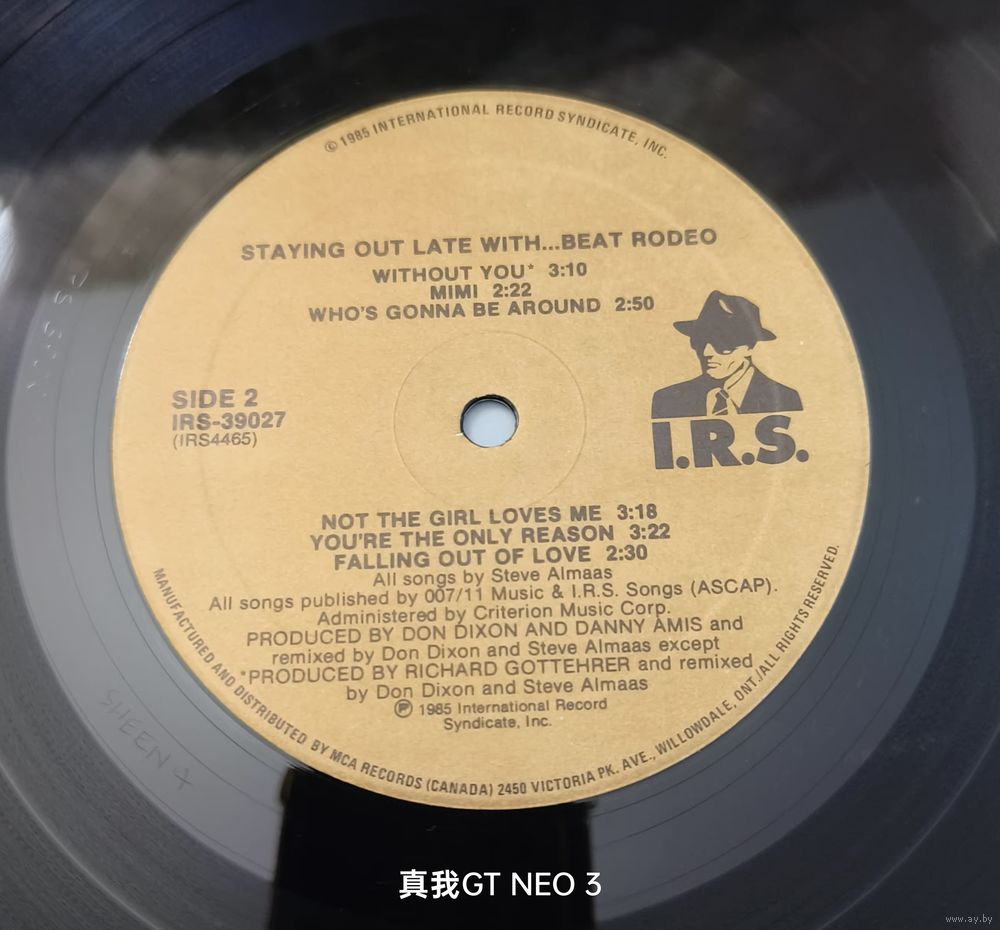 © 1985 INTERNATIONAL RECORD SYNDICATE, INC.
STAYING OUT LATE WITH...BEAT RODEO
WITHOUT YOU* 3:10
MIMI 2:22
WHO'S GONNA BE AROUND 2:50
SIDE 2
IRS-39027
(IRS4465)
I.R.S.
NOT THE GIRL LOVES ME 3:18
YOU'RE THE ONLY REASON 3:22
FALLING OUT OF LOVE 2:30
All songs by Steve Almaas
All songs published by 007/11 Music & I.R.S. Songs (ASCAP).
Administered by Criterion Music Corp.
PRODUCED BY DON DIXON AND DANNY AMIS and
remixed by Don Dixon and Steve Almaas except
*PRODUCED BY RICHARD GOTTEHRER and remixed
by Don Dixon and Steve Almaas
℗ 1985 International Record
Syndicate, Inc.
MANUFACTURED AND DISTRIBUTED BY MCA RECORDS (CANADA) 2450 VICTORIA PK. AVE., WILLOWDALE, ONT./ALL RIGHTS RESERVED.
SHEEN
真我GT NEO 3
www.ay.by